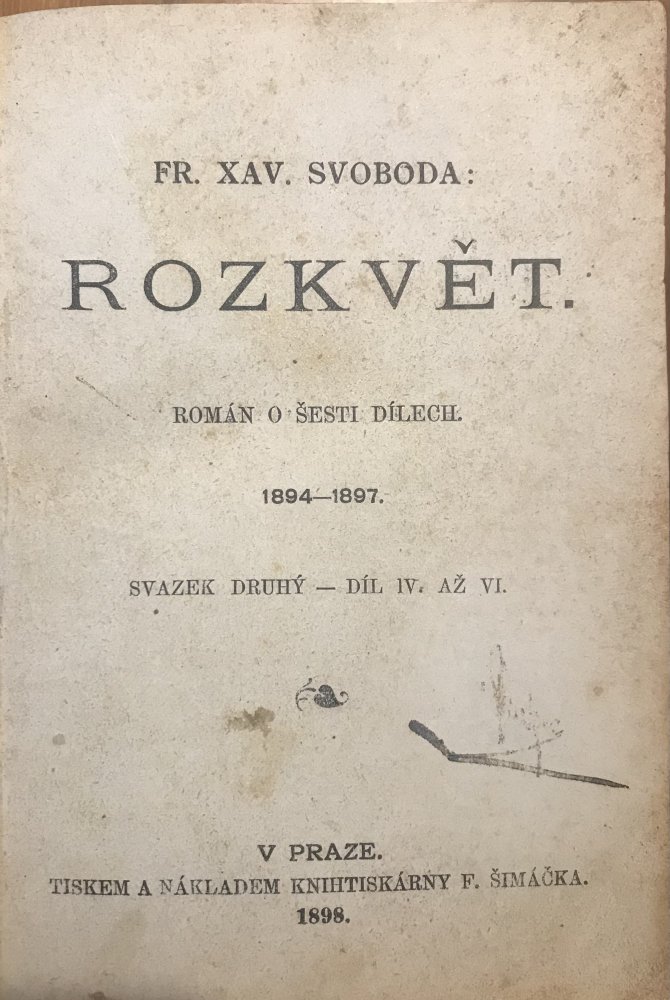 FR. XAV. SVOBODA:
ROZKVĚT.
ROMÁN O ŠESTI DÍLECH.
1894—1897.
SVAZEK DRUHÝ — DÍL IV. AŽ VI.
V PRAZE.
TISKEM A NÁKLADEM KNIHTISKÁRNY F. ŠIMÁČKA.
1898.